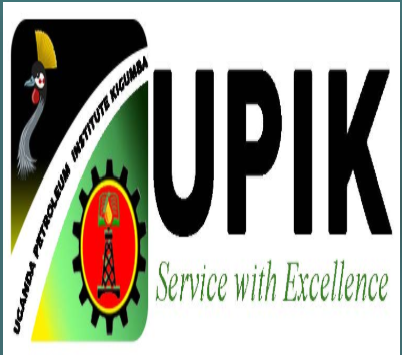 UGANDA PETROLEUM INSTITUTE KIGUMBA
UPIK
Service with Excellence